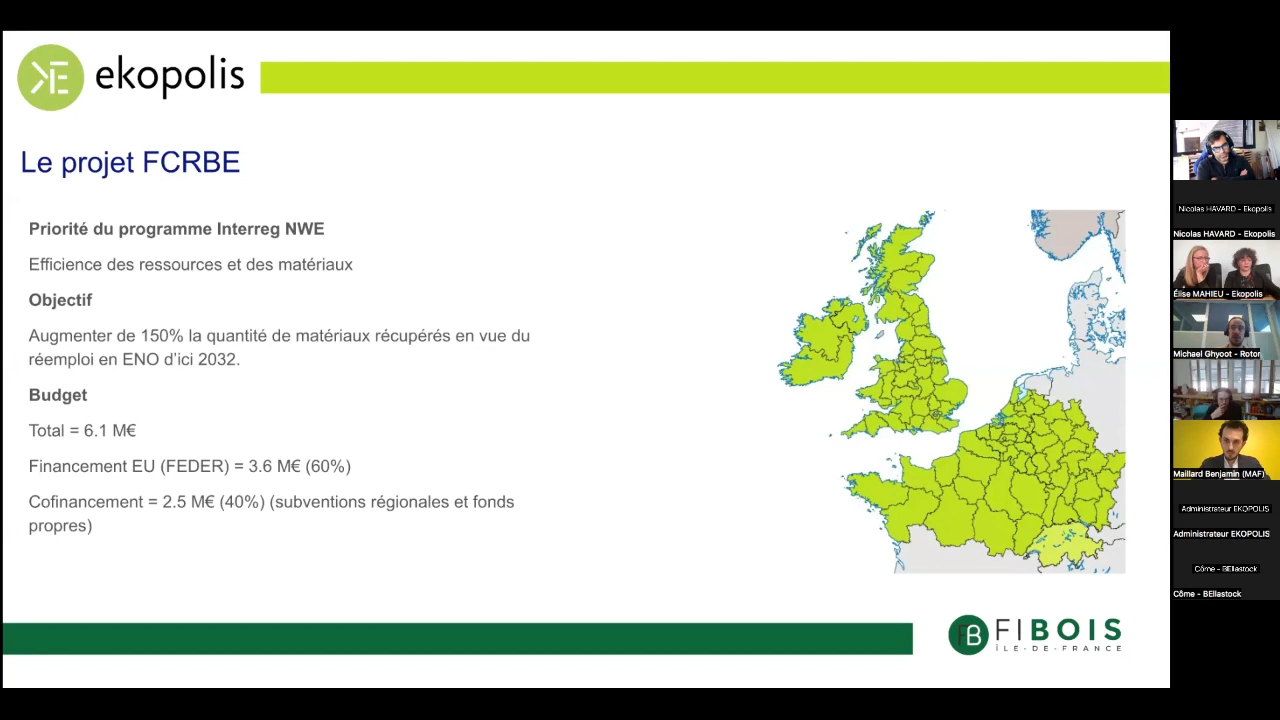 ekopolis
Le projet FCRBE
Priorité du programme Interreg NWE
Efficience des ressources et des matériaux
Objectif
Augmenter de 150% la quantité de matériaux récupérés en vue du
réemploi en ENO d'ici 2032.
Budget
Total = 6.1 M€
Financement EU (FEDER) = 3.6 M€ (60%)
Cofinancement = 2.5 M€ (40%) (subventions régionales et fonds
propres)
FB FIBOIS
ÎLE-DE-FRANCE
Nicolas HAVARD - Ekopolis
Nicolas HAVARD - Ekopolis
Élise MAHIEU - Ekopolis
Michael Ghyoot - Rotor
Maillard Benjamin (MAF)
Administrateur EKOPOLIS
Administrateur EKOPOLIS
Côme - BEllastock
Côme - BEllastock